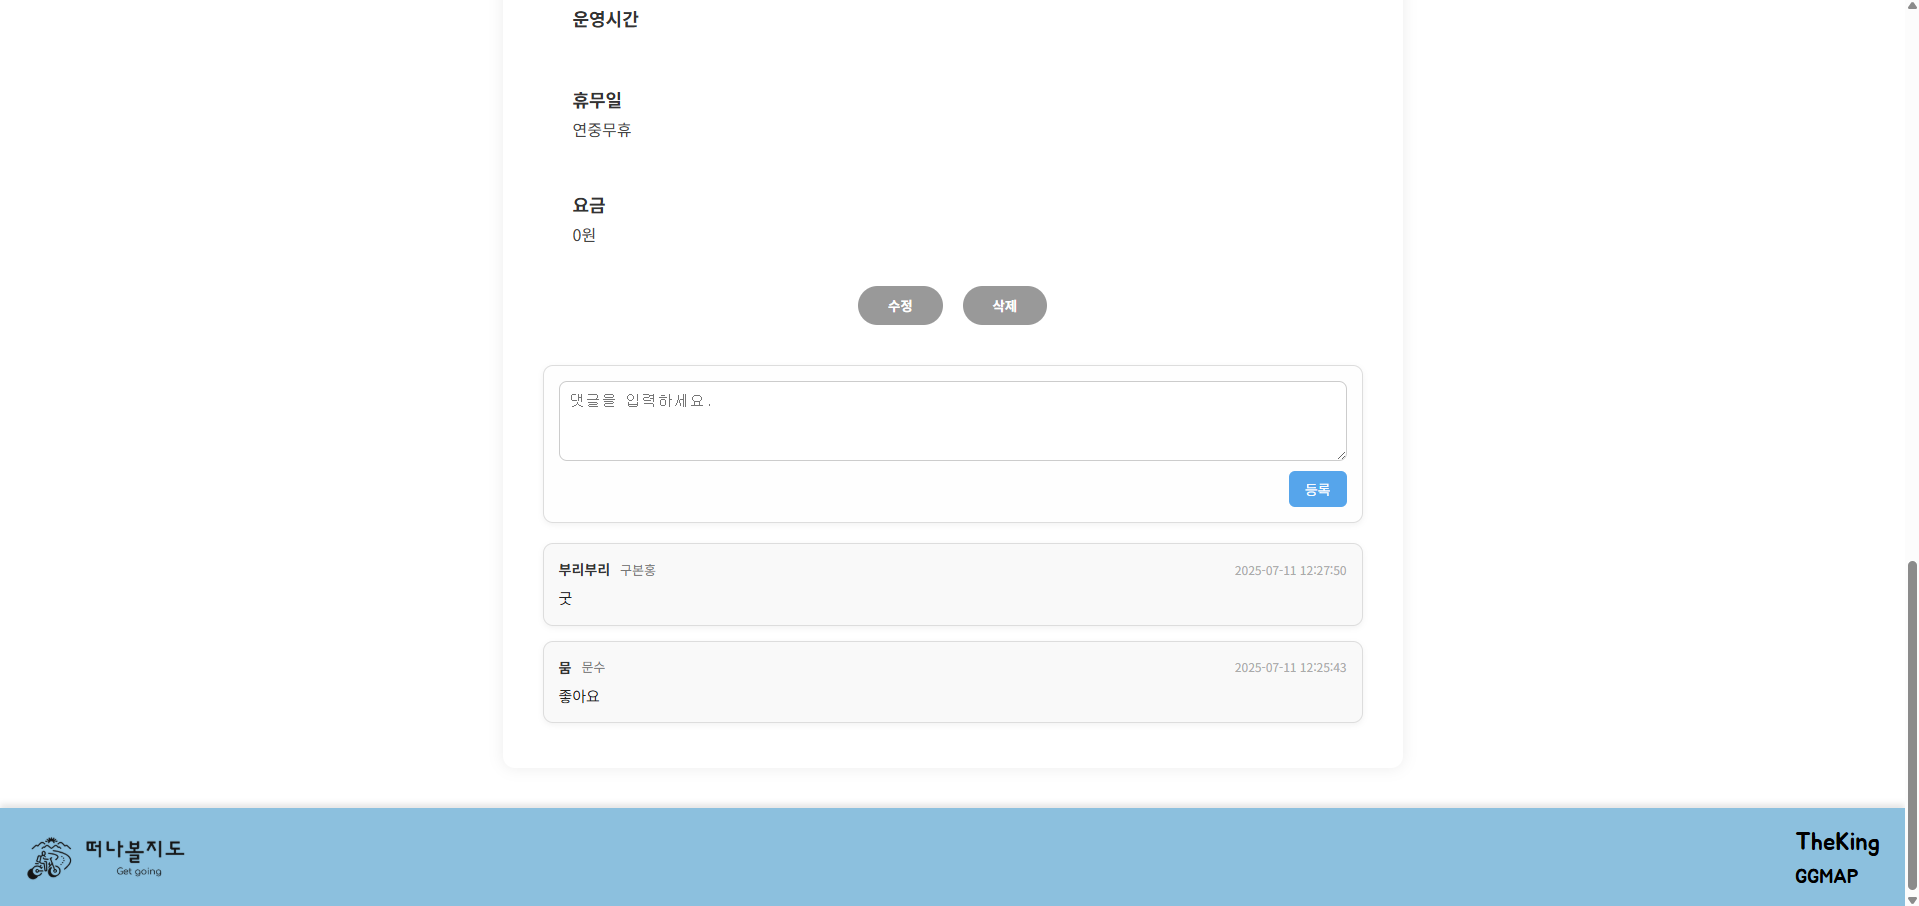 운영시간
휴무일
연중무휴
요금
0원
수정 삭제
댓글을 입력하세요.
등록
부리부리 구본홍 2025-07-11 12:27:50
굿
뭄 문수 2025-07-11 12:25:43
좋아요
떠나볼지도
Get going
TheKing
GGMAP